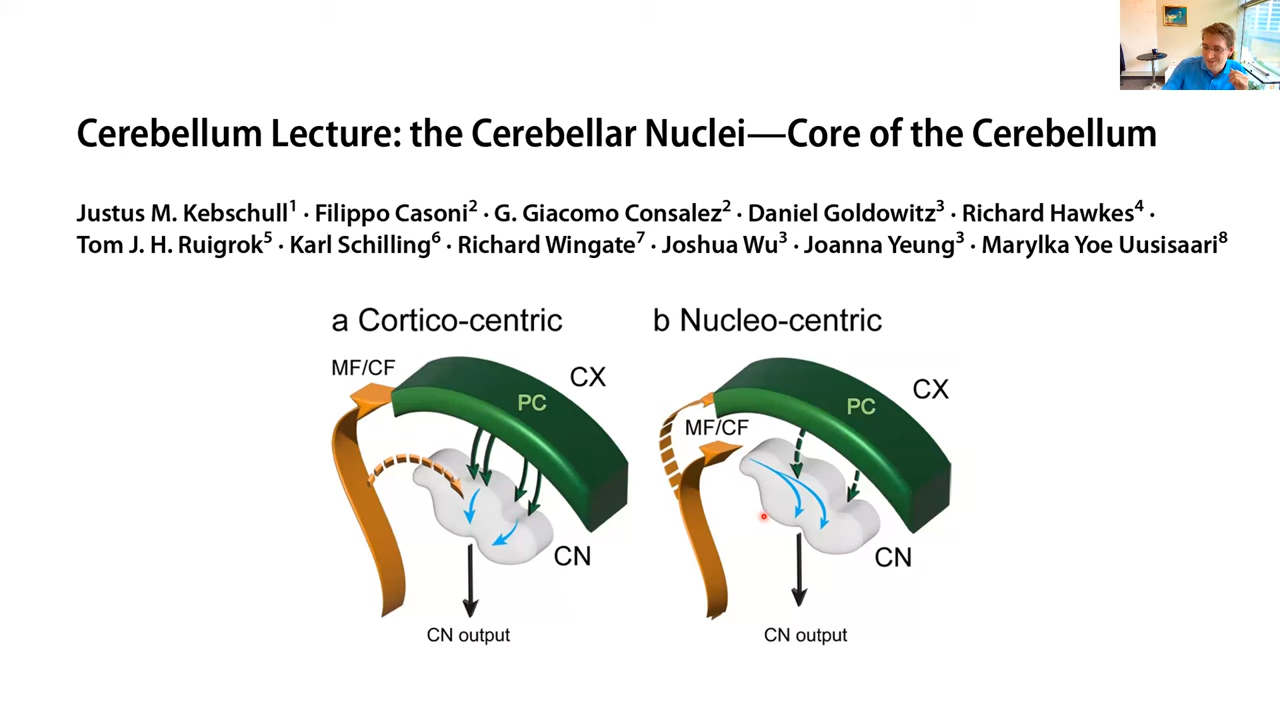 Cerebellum Lecture: the Cerebellar Nuclei—Core of the Cerebellum
Justus M. Kebschull1 · Filippo Casoni2 · G. Giacomo Consalez2 · Daniel Goldowitz3 · Richard Hawkes4 ·
Tom J. H. Ruigrok5 · Karl Schilling6 · Richard Wingate7 · Joshua Wu3 · Joanna Yeung3 · Marylka Yoe Uusisaari8
a Cortico-centric
MF/CF
CX
PC
CN
CN output
b Nucleo-centric
CX
PC
MF/CF
CN
CN output